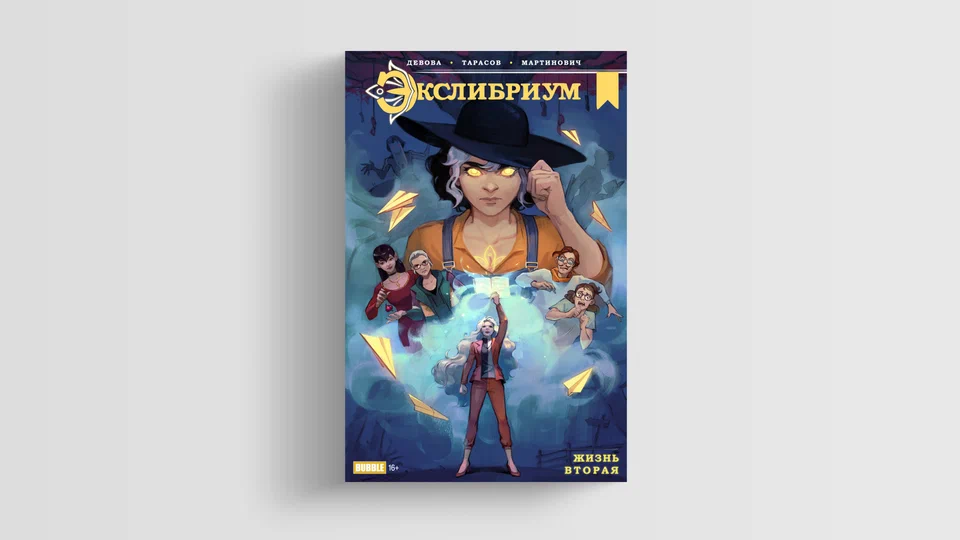 ДЕВОВА • ТАРАСОВ • МАРТИНОВИЧ
ЭКСЛИБРИУМ
ЖИЗНЬ
ВТОРАЯ
BUBBLE 16+